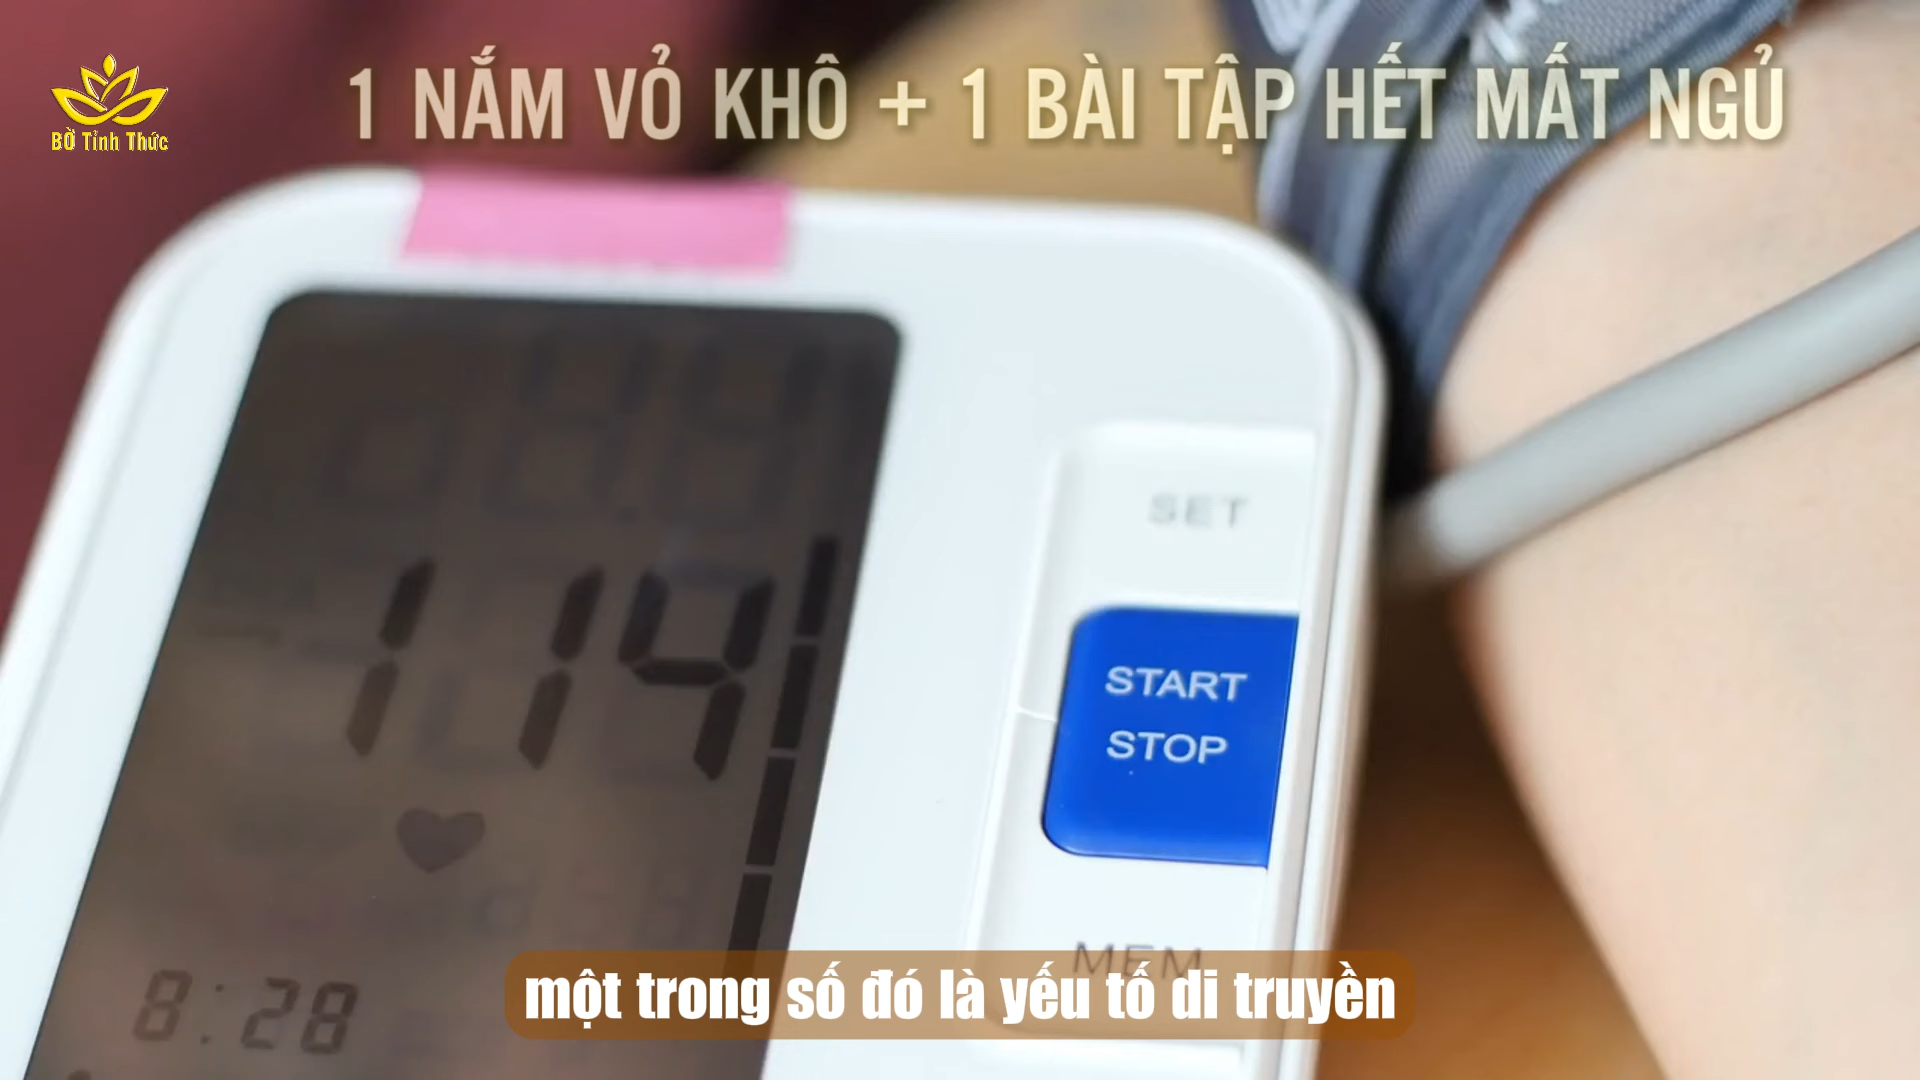 1 NẮM VỎ KHÔ + 1 BÀI TẬP HẾT MẤT NGỦ
BỜ Tỉnh Thức
SET
114
START
STOP
MEM
8:28
một trong số đó là yếu tố di truyền